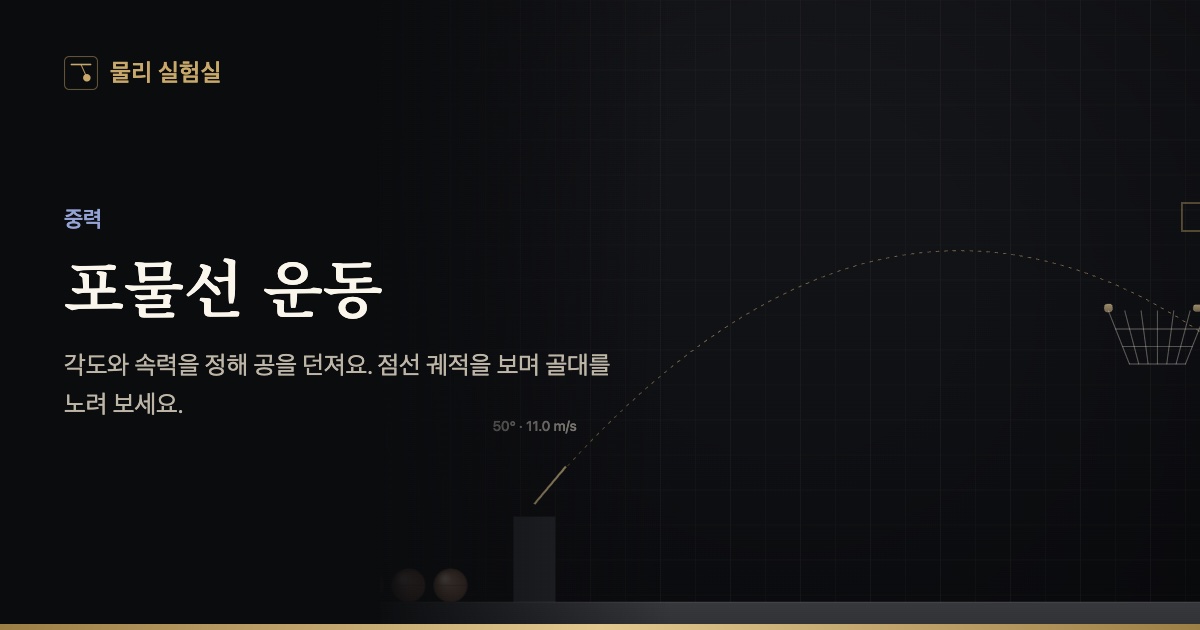 물리 실험실
중력
포물선 운동
각도와 속력을 정해 공을 던져요. 점선 궤적을 보며 골대를
노려 보세요.
50° · 11.0 m/s